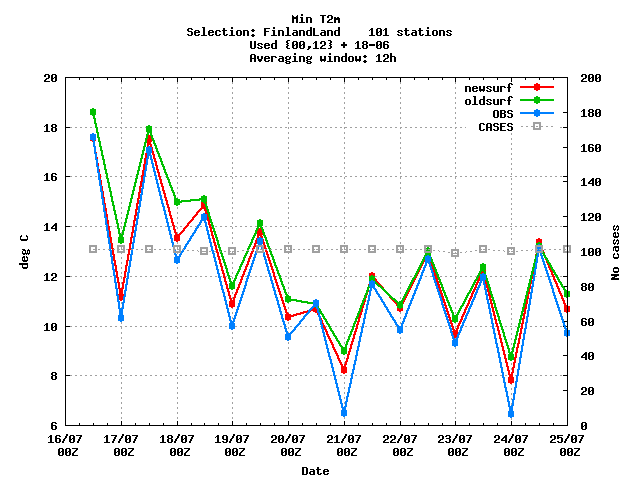 Min T2m
Selection: FinlandLand    101 stations
Used {00,12} + 18-06
Averaging window: 12h
newsurf
oldsurf
OBS
CASES
deg C
20
18
16
14
12
10
8
6
200
180
160
140
120
100
80
60
40
20
0
No cases
16/07 17/07 18/07 19/07 20/07 21/07 22/07 23/07 24/07 25/07
00Z 00Z 00Z 00Z 00Z 00Z 00Z 00Z 00Z 00Z
Date